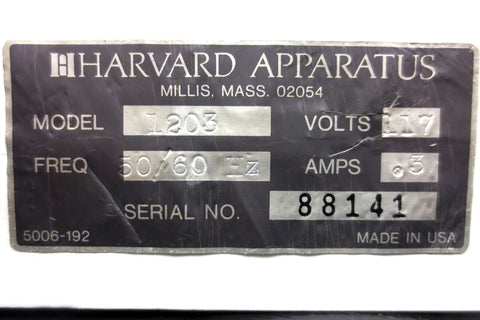 HARVARD APPARATUS
MILLIS, MASS. 02054
MODEL 1203 VOLTS 117
FREQ 50/60 Hz AMPS .3
SERIAL NO. 88141
5006-192 MADE IN USA